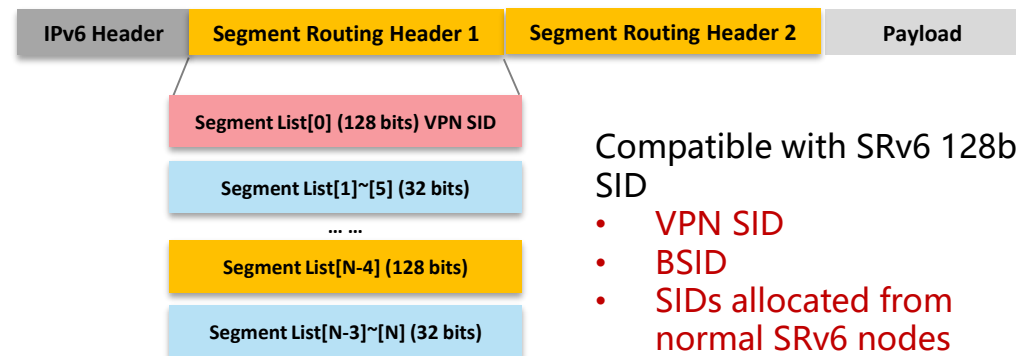 IPv6 Header Segment Routing Header 1 Segment Routing Header 2 Payload
Segment List[0] (128 bits) VPN SID
Segment List[1]~[5] (32 bits)
... ...
Segment List[N-4] (128 bits)
Segment List[N-3]~[N] (32 bits)
Compatible with SRv6 128b
SID
• VPN SID
• BSID
• SIDs allocated from
normal SRv6 nodes